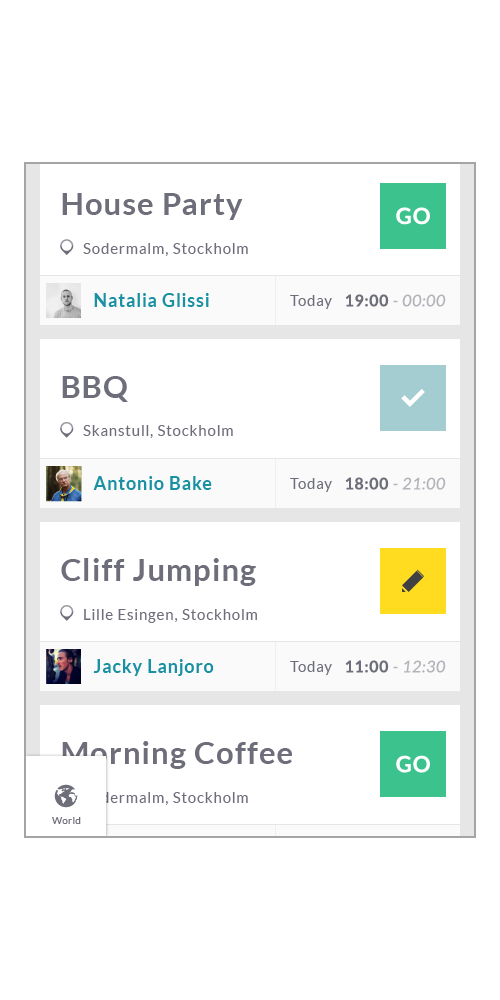 House Party
GO
Sodermalm, Stockholm
Natalia Glissi
Today 19:00 - 00:00
BBQ
Skanstull, Stockholm
Antonio Bake
Today 18:00 - 21:00
Cliff Jumping
Lille Esingen, Stockholm
Jacky Lanjoro
Today 11:00 - 12:30
Morning Coffee
GO
dermalm, Stockholm
World